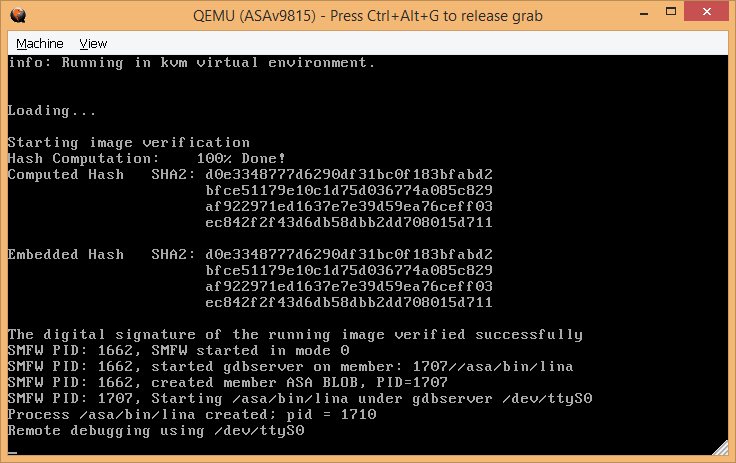 QEMU (ASAv9815) - Press Ctrl+Alt+G to release grab
Machine View
info: Running in kvm virtual environment.
Loading...
Starting image verification
Hash Computation:    100% Done!
Computed Hash   SHA2: d0e3348777d6290df31bc0f183bfabd2
                      bfce51179e10c1d75d036774a085c829
                      af922971ed1637e7e39d59ea76ceff03
                      ec842f2f43d6db58dbb2dd708015d711
Embedded Hash   SHA2: d0e3348777d6290df31bc0f183bfabd2
                      bfce51179e10c1d75d036774a085c829
                      af922971ed1637e7e39d59ea76ceff03
                      ec842f2f43d6db58dbb2dd708015d711
The digital signature of the running image verified successfully
SMFW PID: 1662, SMFW started in mode 0
SMFW PID: 1662, started gdbserver on member: 1707//asa/bin/lina
SMFW PID: 1662, created member ASA BLOB, PID=1707
SMFW PID: 1707, Starting /asa/bin/lina under gdbserver /dev/ttyS0
Process /asa/bin/lina created; pid = 1710
Remote debugging using /dev/ttyS0